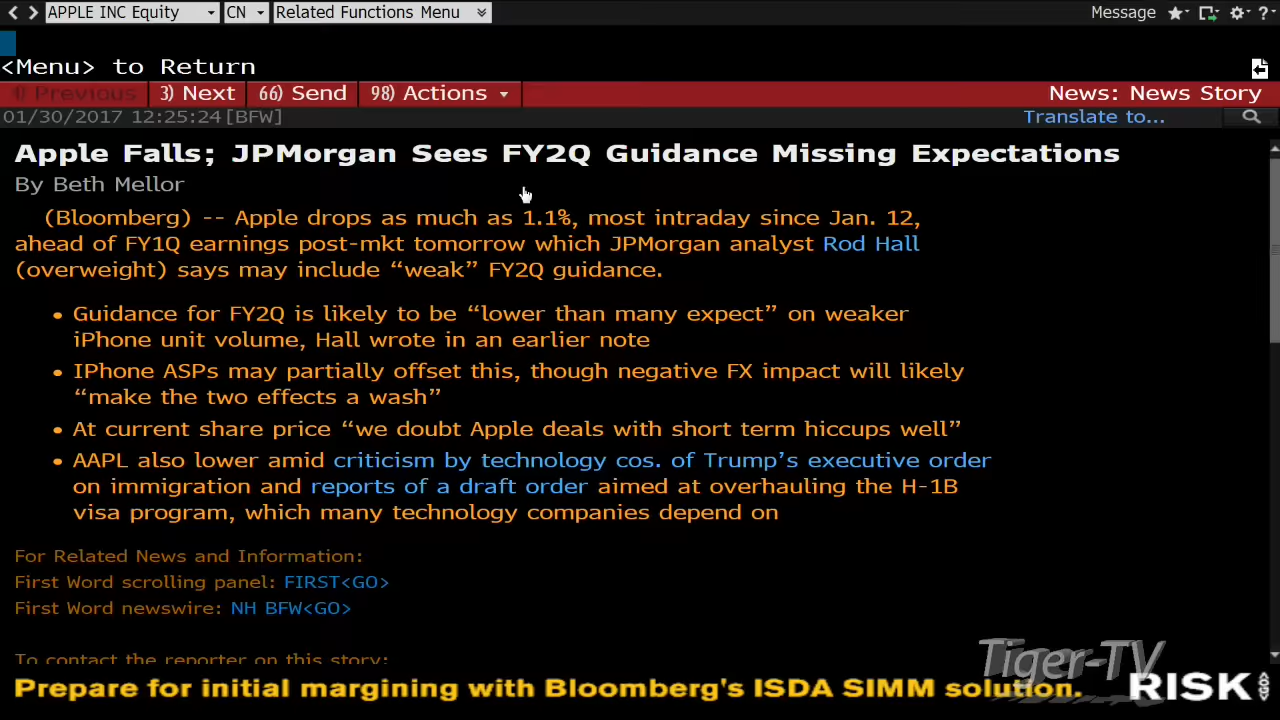 APPLE INC Equity CN Related Functions Menu Message ?
<Menu> to Return
1) Previous 3) Next 66) Send 98) Actions News: News Story
01/30/2017 12:25:24[BFW] Translate to...
Apple Falls; JPMorgan Sees FY2Q Guidance Missing Expectations
By Beth Mellor
(Bloomberg) -- Apple drops as much as 1.1%, most intraday since Jan. 12,
ahead of FY1Q earnings post-mkt tomorrow which JPMorgan analyst Rod Hall
(overweight) says may include “weak” FY2Q guidance.
• Guidance for FY2Q is likely to be “lower than many expect” on weaker
iPhone unit volume, Hall wrote in an earlier note
• IPhone ASPs may partially offset this, though negative FX impact will likely
“make the two effects a wash”
• At current share price “we doubt Apple deals with short term hiccups well”
• AAPL also lower amid criticism by technology cos. of Trump’s executive order
on immigration and reports of a draft order aimed at overhauling the H-1B
visa program, which many technology companies depend on
For Related News and Information:
First Word scrolling panel: FIRST<GO>
First Word newswire: NH BFW<GO>
To contact the reporter on this story:
Tiger-TV
Prepare for initial margining with Bloomberg's ISDA SIMM solution. RISK